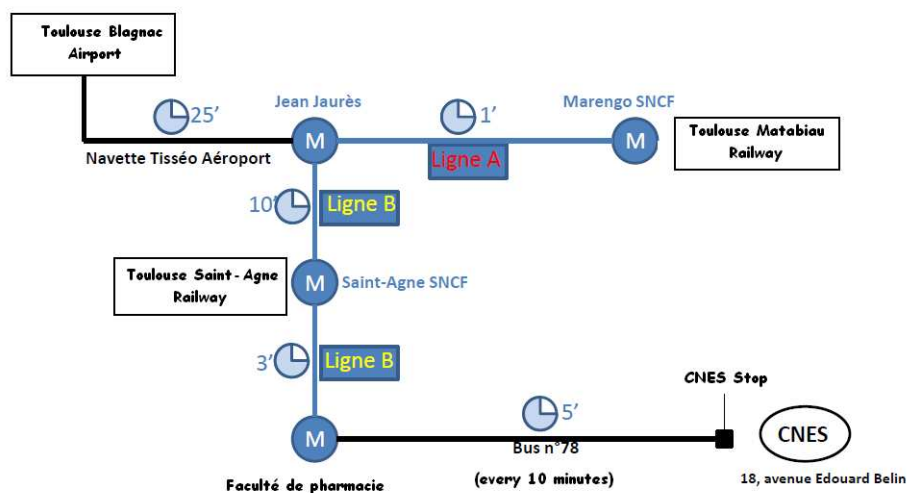 Toulouse Blagnac
Airport
25’
Jean Jaurès
1’
Marengo SNCF
M
M
Toulouse Matabiau
Railway
Navette Tisséo Aéroport
Ligne A
10’
Ligne B
Toulouse Saint-Agne
Railway
M
Saint-Agne SNCF
3’
Ligne B
CNES Stop
5’
M
CNES
Bus n°78
Faculté de pharmacie
(every 10 minutes)
18, avenue Edouard Belin